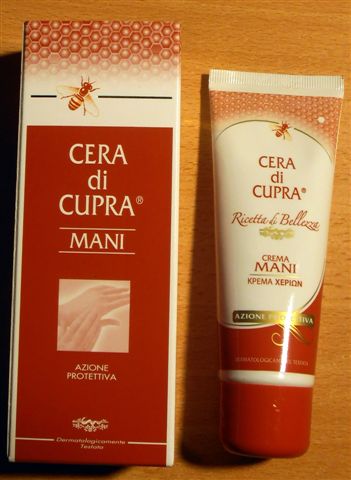 CERA
di
CUPRA®
MANI
AZIONE
PROTETTIVA
Dermatologicamente
Testata
CERA
di
CUPRA®
Ricetta di Bellezza
CREMA
MANI
ΚΡΕΜΑ ΧΕΡΙΩΝ
AZIONE PROTETTIVA
DERMATOLOGICAMENTE TESTATA